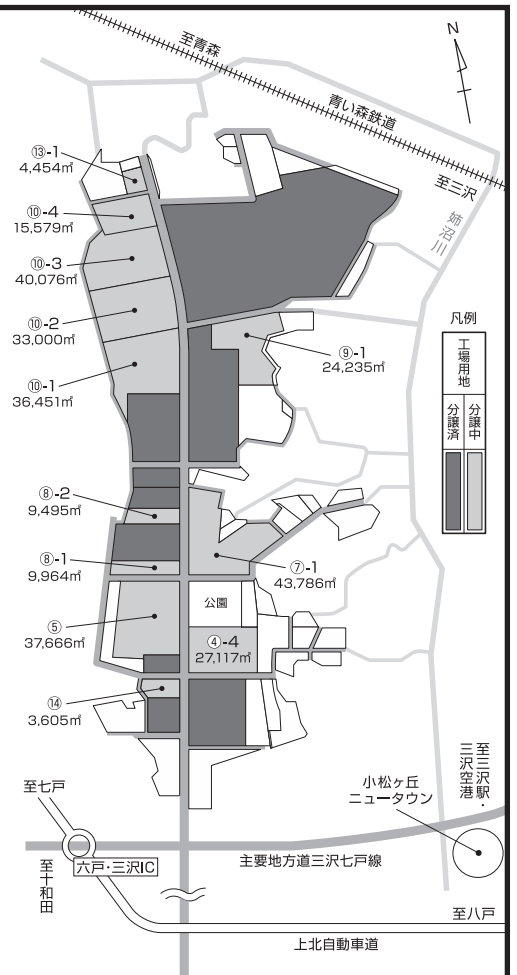 至青森
青い森鉄道
至三沢
姉沼川
N
⑬-1
4,454㎡
⑩-4
15,579㎡
⑩-3
40,076㎡
⑩-2
33,000㎡
⑩-1
36,451㎡
⑨-1
24,235㎡
凡例
工場用地
分譲済
分譲中
⑧-2
9,495㎡
⑧-1
9,964㎡
⑦-1
43,786㎡
⑤
37,666㎡
公園
④-4
27,117㎡
⑭
3,605㎡
至七戸
至十和田
六戸・三沢IC
主要地方道三沢七戸線
小松ヶ丘
ニュータウン
至三沢駅・
三沢空港
至八戸
上北自動車道